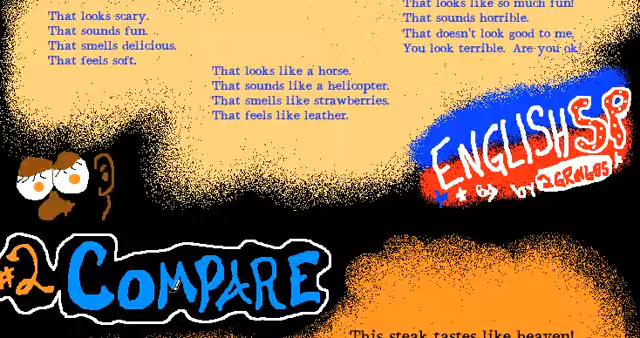 That looks scary.
That sounds fun.
That smells delicious.
That feels soft.
That looks like so much fun!
That sounds horrible.
That doesn't look good to me.
You look terrible. Are you ok
That looks like a horse.
That sounds like a helicopter.
That smells like strawberries.
That feels like leather.
ENGLISH SP
by
#2 COMPARE
This steak tastes like heaven!